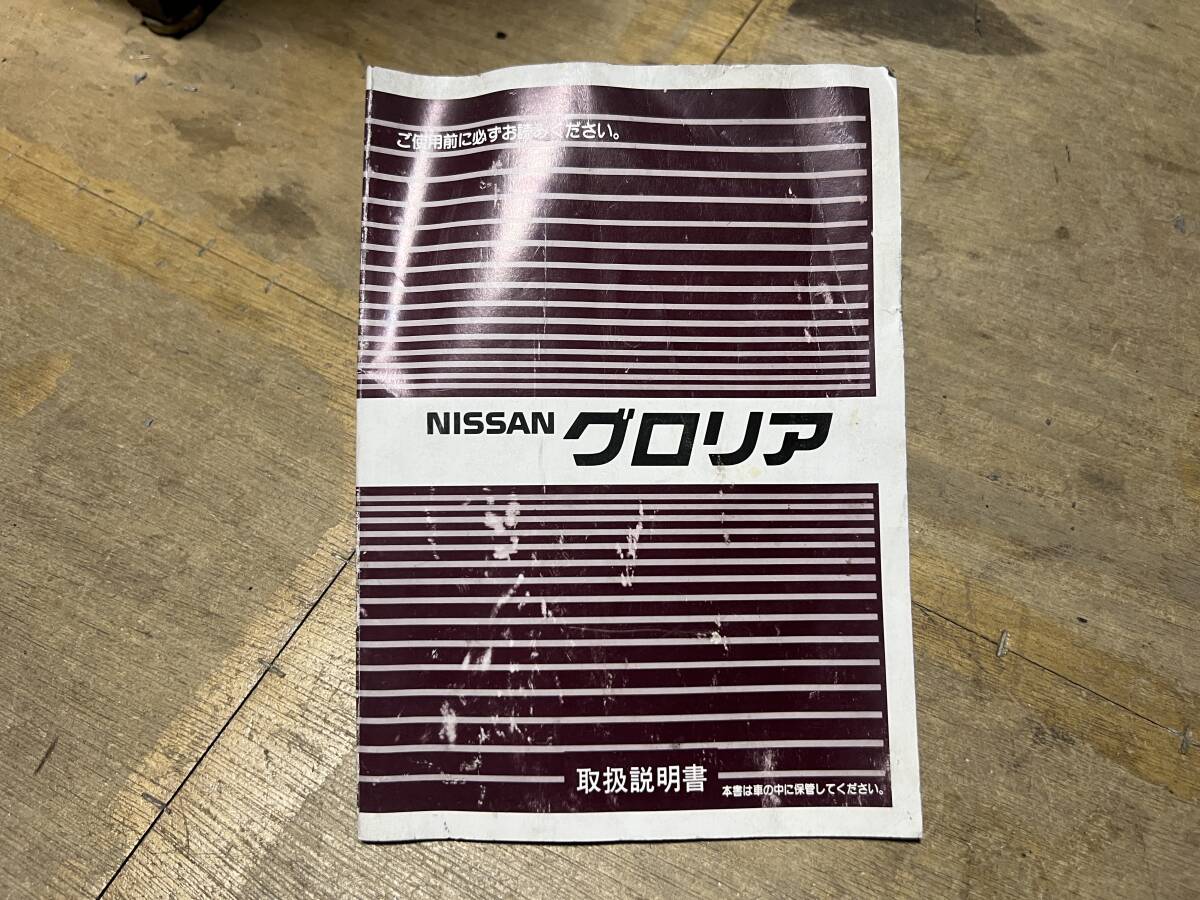 ご使用前に必ずお読みください。
NISSAN グロリア
取扱説明書
本書は車の中に保管してください。